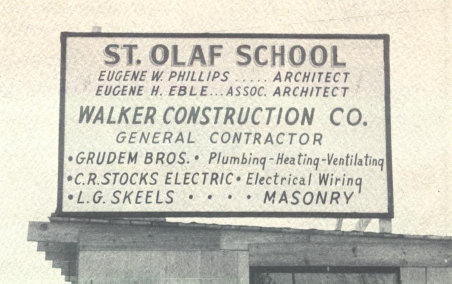 ST. OLAF SCHOOL
EUGENE W. PHILLIPS ..... ARCHITECT
EUGENE H. EBLE...ASSOC. ARCHITECT
WALKER CONSTRUCTION CO.
GENERAL CONTRACTOR
•GRUDEM BROS.• Plumbing-Heating-Ventilating
•C.R.STOCKS ELECTRIC• Electrical Wiring
•L.G. SKEELS • • • • MASONRY